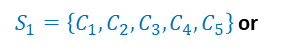 S₁ = {C₁, C₂, C₃, C₄, C₅} or